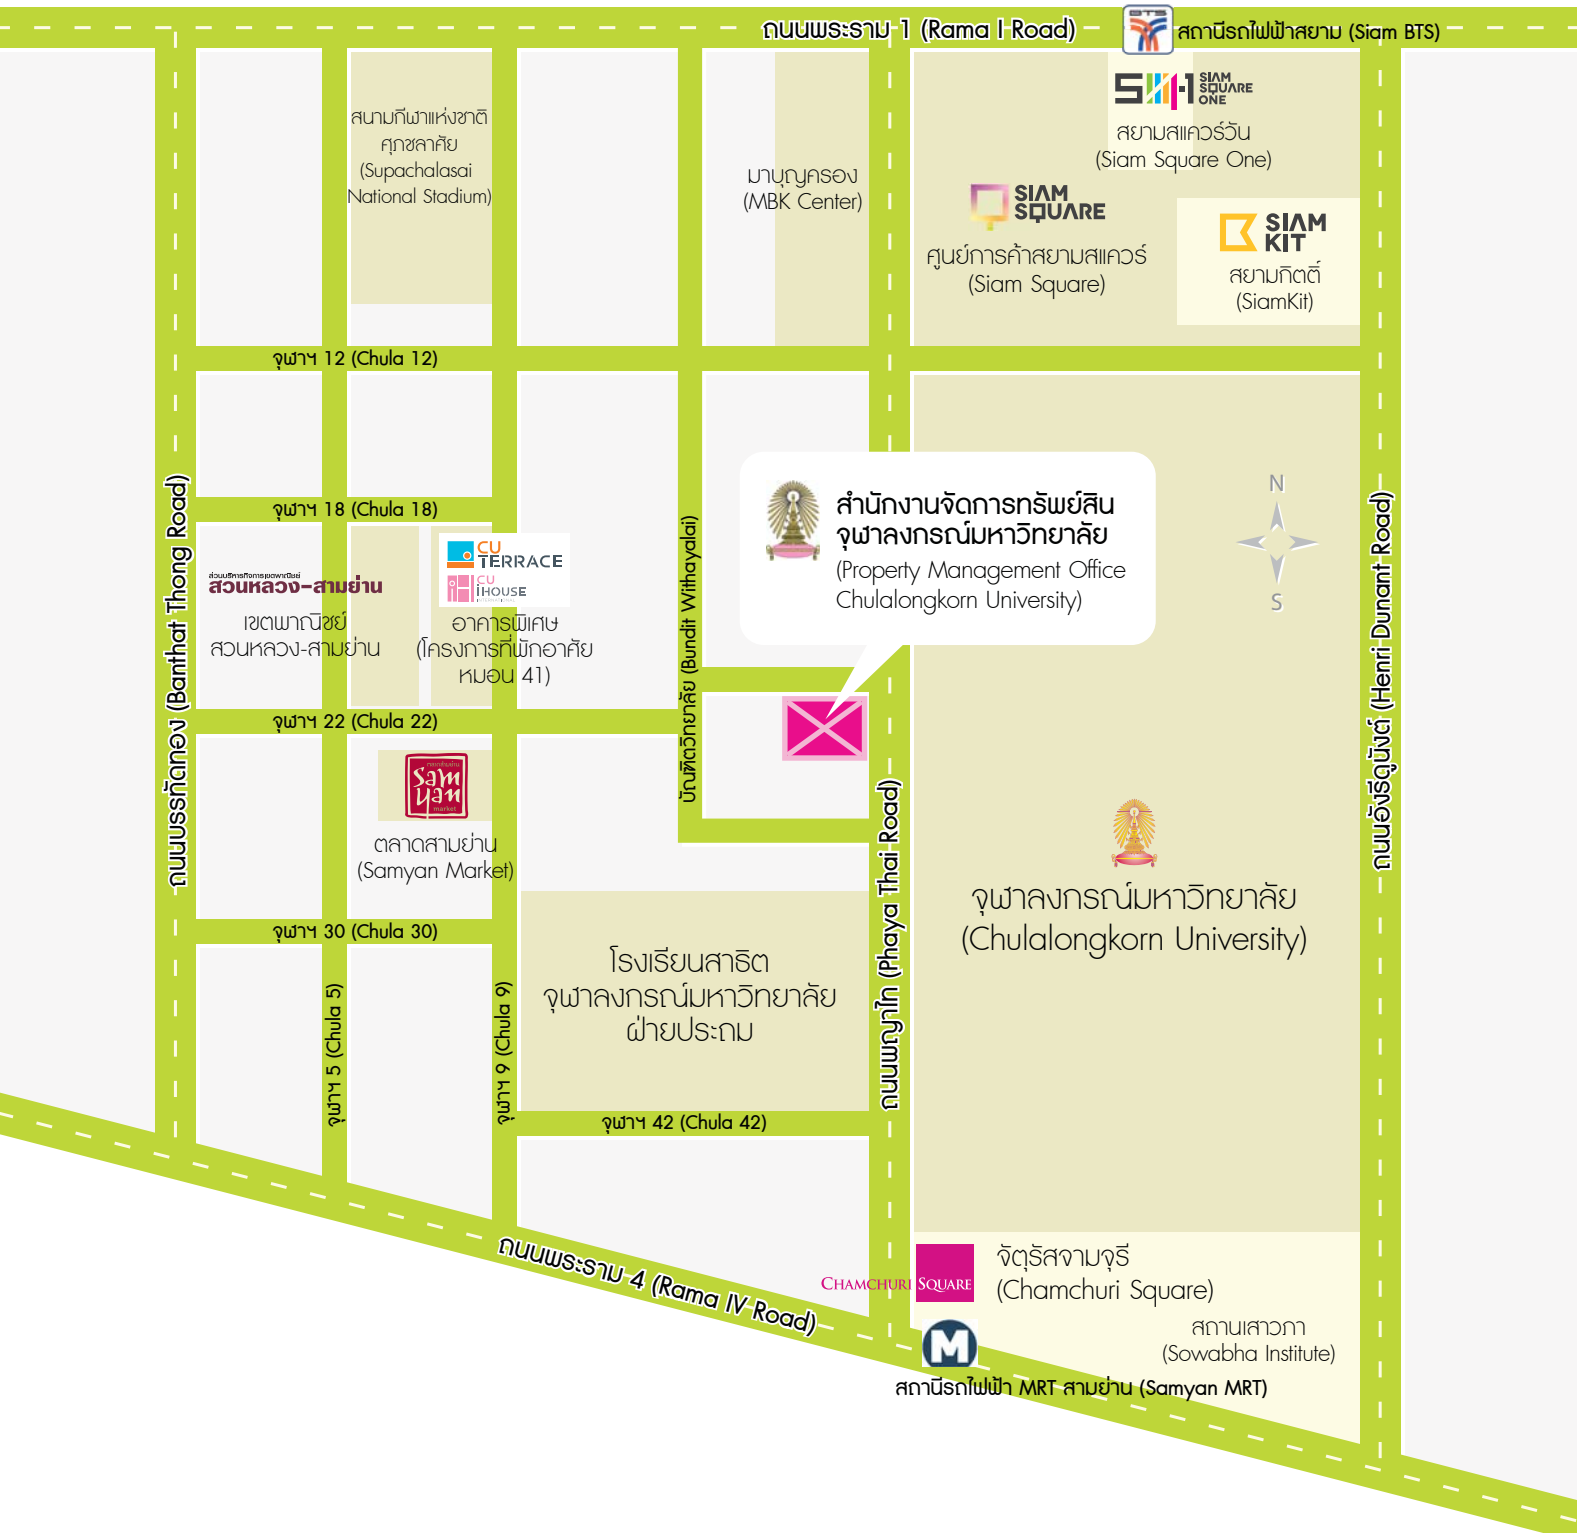 ถนนพระราม 1 (Rama I Road)
BTS
สถานีรถไฟฟ้าสยาม (Siam BTS)
สนามกีฬาแห่งชาติ
ศุภชลาศัย
(Supachalasai
National Stadium)
มาบุญครอง
(MBK Center)
SIAM
SQUARE
ONE
สยามสแควร์วัน
(Siam Square One)
SIAM
SQUARE
ศูนย์การค้าสยามสแควร์
(Siam Square)
SIAM
KIT
สยามกิตติ์
(SiamKit)
จุฬาฯ 12 (Chula 12)
จุฬาฯ 18 (Chula 18)
ถนนบรรทัดทอง (Banthat Thong Road)
ส่วนบริหารกิจการเขตพาณิชย์
สวนหลวง-สามย่าน
เขตพาณิชย์
สวนหลวง-สามย่าน
CU
TERRACE
CU
iHOUSE
อาคารพิเศษ
(โครงการที่พักอาศัย
หมอน 41)
บัณฑิตวิทยาลัย (Bundit Withayalai)
สำนักงานจัดการทรัพย์สิน
จุฬาลงกรณ์มหาวิทยาลัย
(Property Management Office
Chulalongkorn University)
N
S
ถนนอังรีดูนังต์ (Henri Dunant Road)
จุฬาฯ 22 (Chula 22)
Sam
Yan
market
ตลาดสามย่าน
(Samyan Market)
จุฬาฯ 30 (Chula 30)
จุฬาฯ 5 (Chula 5)
จุฬาฯ 9 (Chula 9)
โรงเรียนสาธิต
จุฬาลงกรณ์มหาวิทยาลัย
ฝ่ายประถม
ถนนพญาไท (Phaya Thai Road)
จุฬาลงกรณ์มหาวิทยาลัย
(Chulalongkorn University)
จุฬาฯ 42 (Chula 42)
ถนนพระราม 4 (Rama IV Road)
CHAMCHURI SQUARE
จัตุรัสจามจุรี
(Chamchuri Square)
M
สถานเสาวภา
(Sowabha Institute)
สถานีรถไฟฟ้า MRT สามย่าน (Samyan MRT)